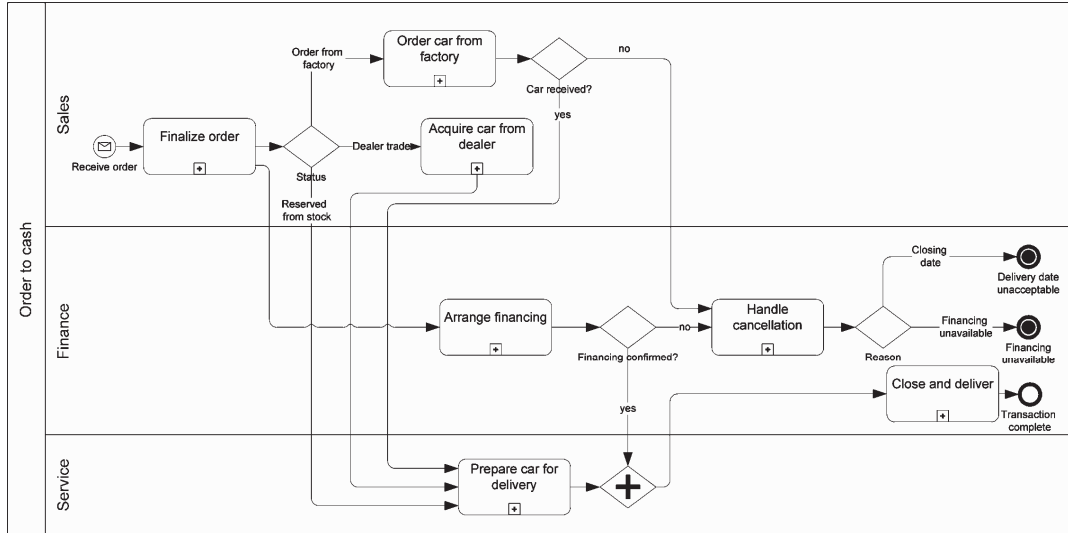 Order to cash
Sales
Receive order
Finalize order
Status
Order from
factory
Order car from
factory
Car received?
no
yes
Dealer trade
Acquire car from
dealer
Reserved
from stock
Finance
Arrange financing
Financing confirmed?
no
yes
Handle
cancellation
Reason
Closing
date
Delivery date
unacceptable
Financing
unavailable
Financing
unavailable
Close and deliver
Transaction
complete
Service
Prepare car for
delivery